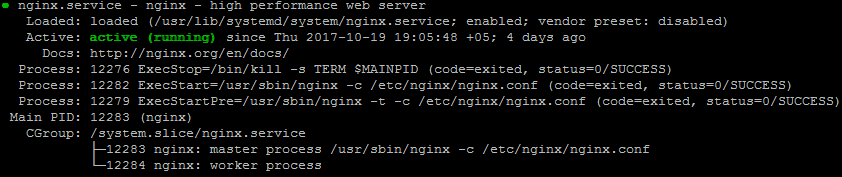 ● nginx.service - nginx - high performance web server
Loaded: loaded (/usr/lib/systemd/system/nginx.service; enabled; vendor preset: disabled)
Active: active (running) since Thu 2017-10-19 19:05:48 +05; 4 days ago
Docs: http://nginx.org/en/docs/
Process: 12276 ExecStop=/bin/kill -s TERM $MAINPID (code=exited, status=0/SUCCESS)
Process: 12282 ExecStart=/usr/sbin/nginx -c /etc/nginx/nginx.conf (code=exited, status=0/SUCCESS)
Process: 12279 ExecStartPre=/usr/sbin/nginx -t -c /etc/nginx/nginx.conf (code=exited, status=0/SUCCESS)
Main PID: 12283 (nginx)
CGroup: /system.slice/nginx.service
├─12283 nginx: master process /usr/sbin/nginx -c /etc/nginx/nginx.conf
└─12284 nginx: worker process